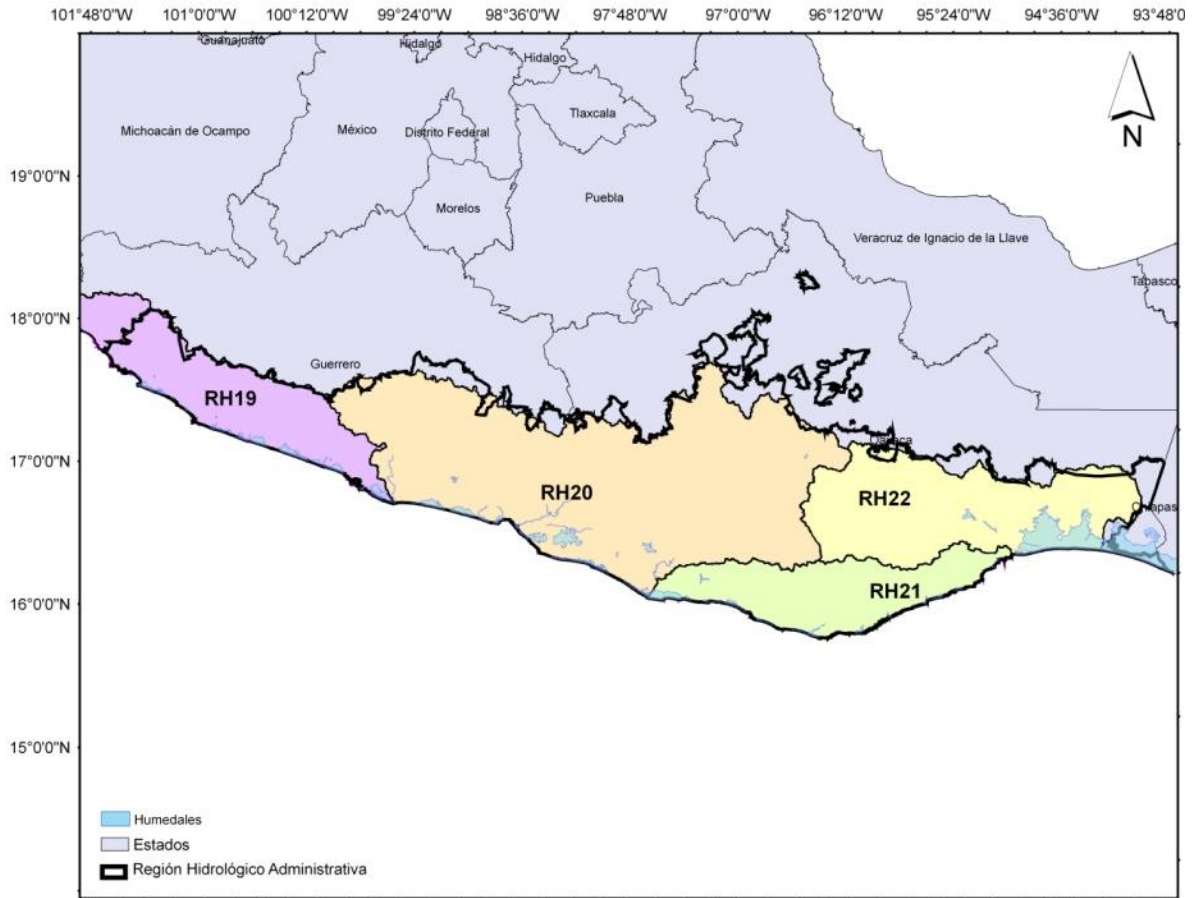 101°48'0"W 101°0'0"W 100°12'0"W 99°24'0"W 98°36'0"W 97°48'0"W 97°0'0"W 96°12'0"W 95°24'0"W 94°36'0"W 93°48'0"
Guanajuato
Hidalgo
Hidalgo
Michoacán de Ocampo
México
Distrito Federal
Tlaxcala
N
19°0'0"N
Morelos
Puebla
Veracruz de Ignacio de la Llave
Tabasco
18°0'0"N
Guerrero
RH19
Oaxaca
17°0'0"N
RH20
RH22
Chiapas
RH21
16°0'0"N
15°0'0"N
Humedales
Estados
Región Hidrológico Administrativa